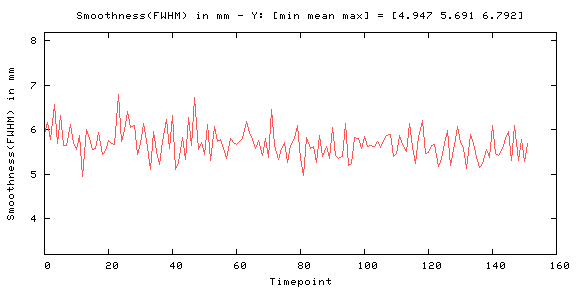 Smoothness(FWHM) in mm - Y: [min mean max] = [4.947 5.691 6.792]
8
7
6
5
4
Smoothness(FWHM) in mm
0 20 40 60 80 100 120 140 160
Timepoint